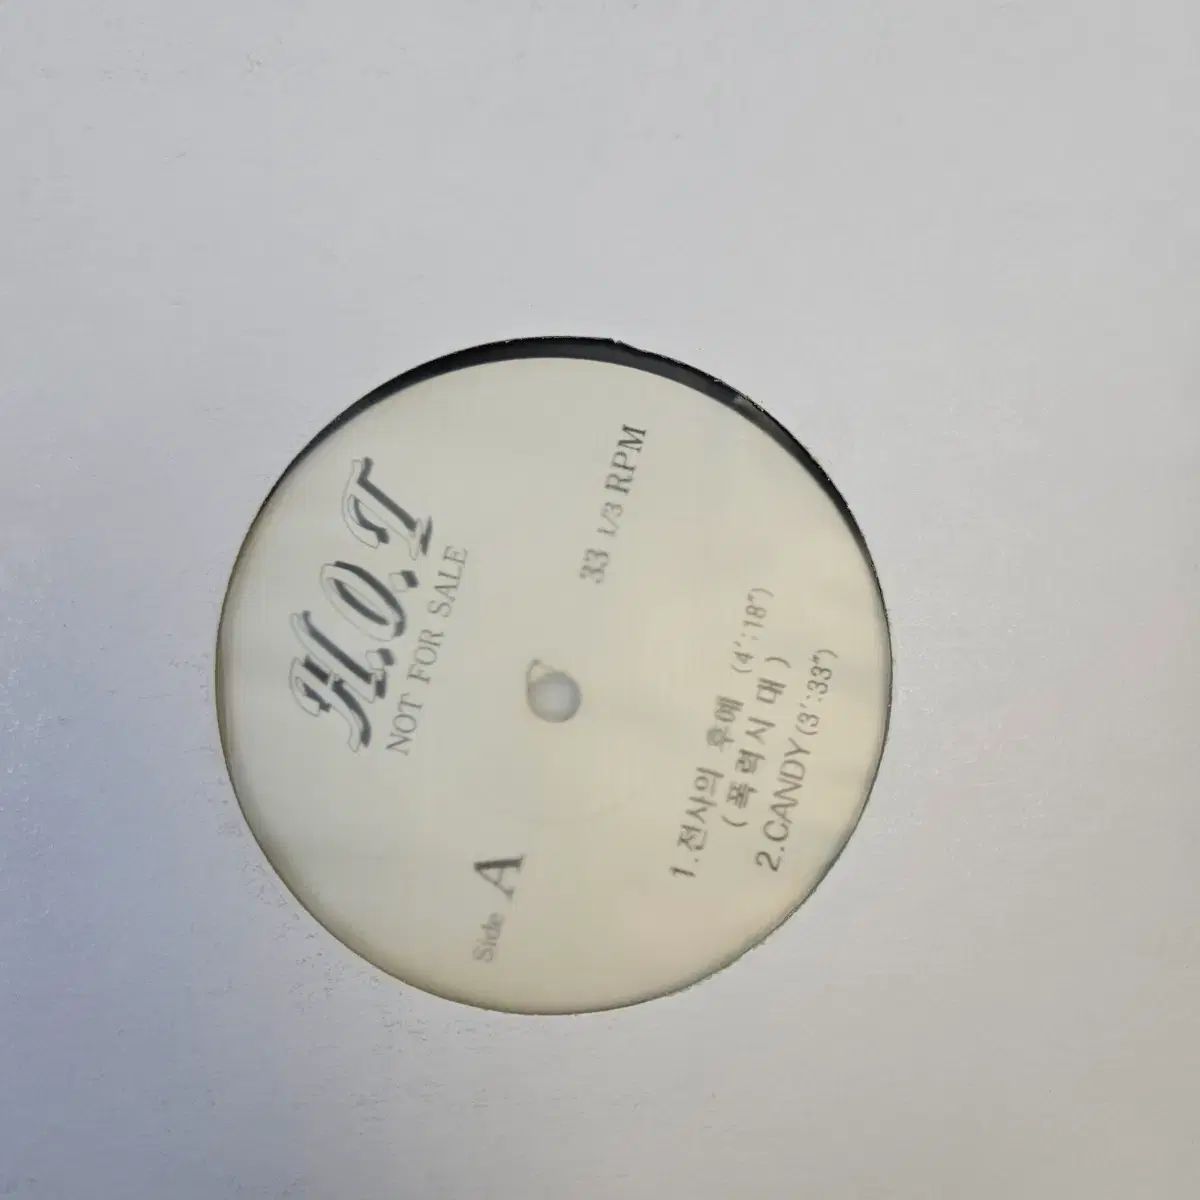 H.O.T
NOT FOR SALE
33 1/3 RPM
Side A
1.전사의 후예 (4':18")
(폭력시대)
2.CANDY(3':33")